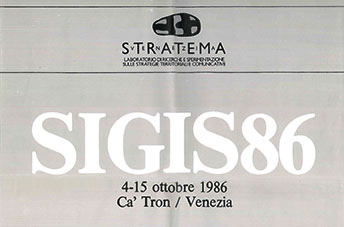 STRATEMA
LABORATORIO DI RICERCHE E SPERIMENTAZIONE
SULLE STRATEGIE TERRITORIALI E COMUNICATIVE
SIGIS86
4-15 ottobre 1986
Ca' Tron / Venezia